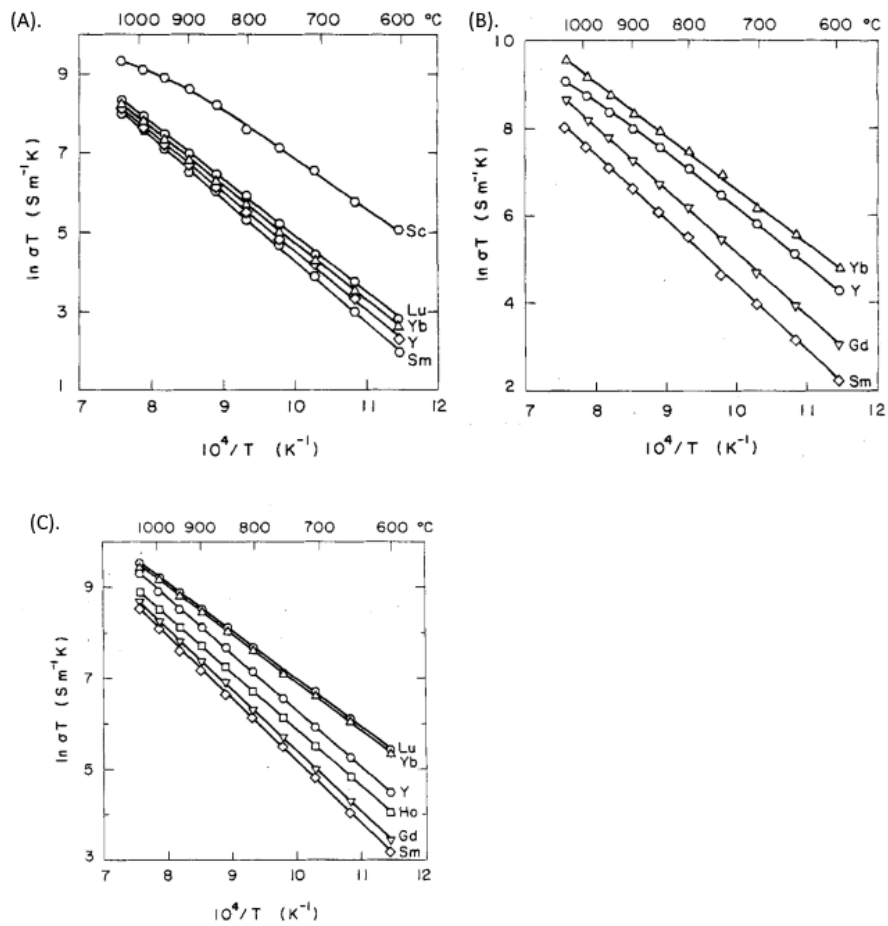 (A).
1000 900 800 700 600 °C
9
7
5
3
1
ln σT (S m⁻¹ K)
Sc
Lu
Yb
Y
Sm
7 8 9 10 11 12
10⁴/T (K⁻¹)
(B).
1000 900 800 700 600 °C
10
8
6
4
2
ln σT (S m⁻¹ K)
Yb
Y
Gd
Sm
7 8 9 10 11 12
10⁴/T (K⁻¹)
(C).
1000 900 800 700 600 °C
9
7
5
3
ln σT (S m⁻¹ K)
Lu
Yb
Y
Ho
Gd
Sm
7 8 9 10 11 12
10⁴/T (K⁻¹)